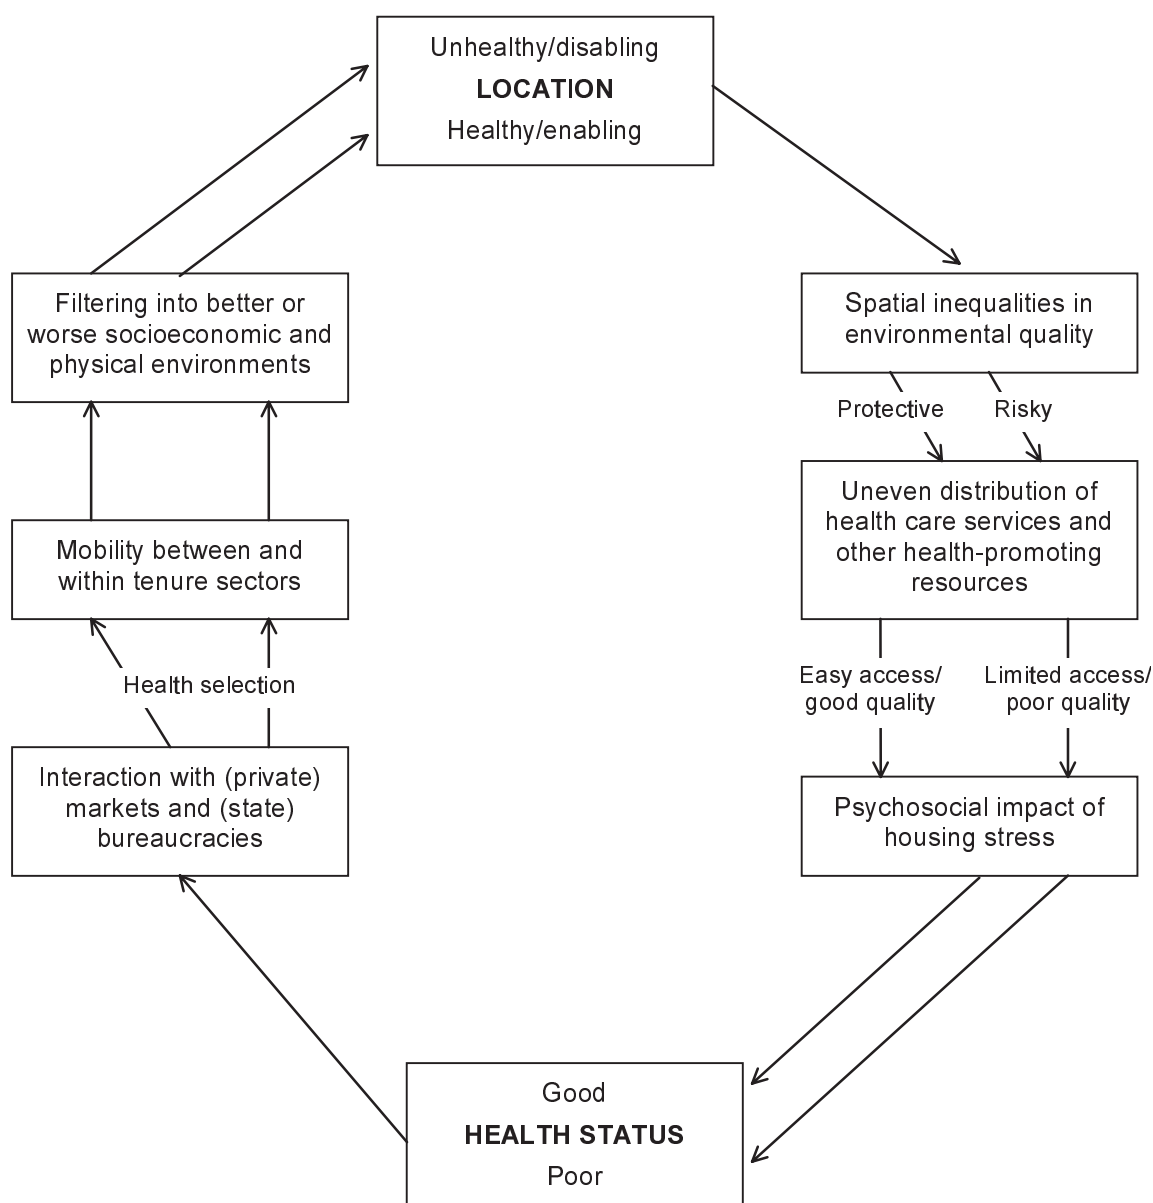 Unhealthy/disabling
LOCATION
Healthy/enabling
Filtering into better or
worse socioeconomic and
physical environments
Spatial inequalities in
environmental quality
Protective
Risky
Uneven distribution of
health care services and
other health-promoting
resources
Mobility between and
within tenure sectors
Health selection
Easy access/
good quality
Limited access/
poor quality
Interaction with (private)
markets and (state)
bureaucracies
Psychosocial impact of
housing stress
Good
HEALTH STATUS
Poor